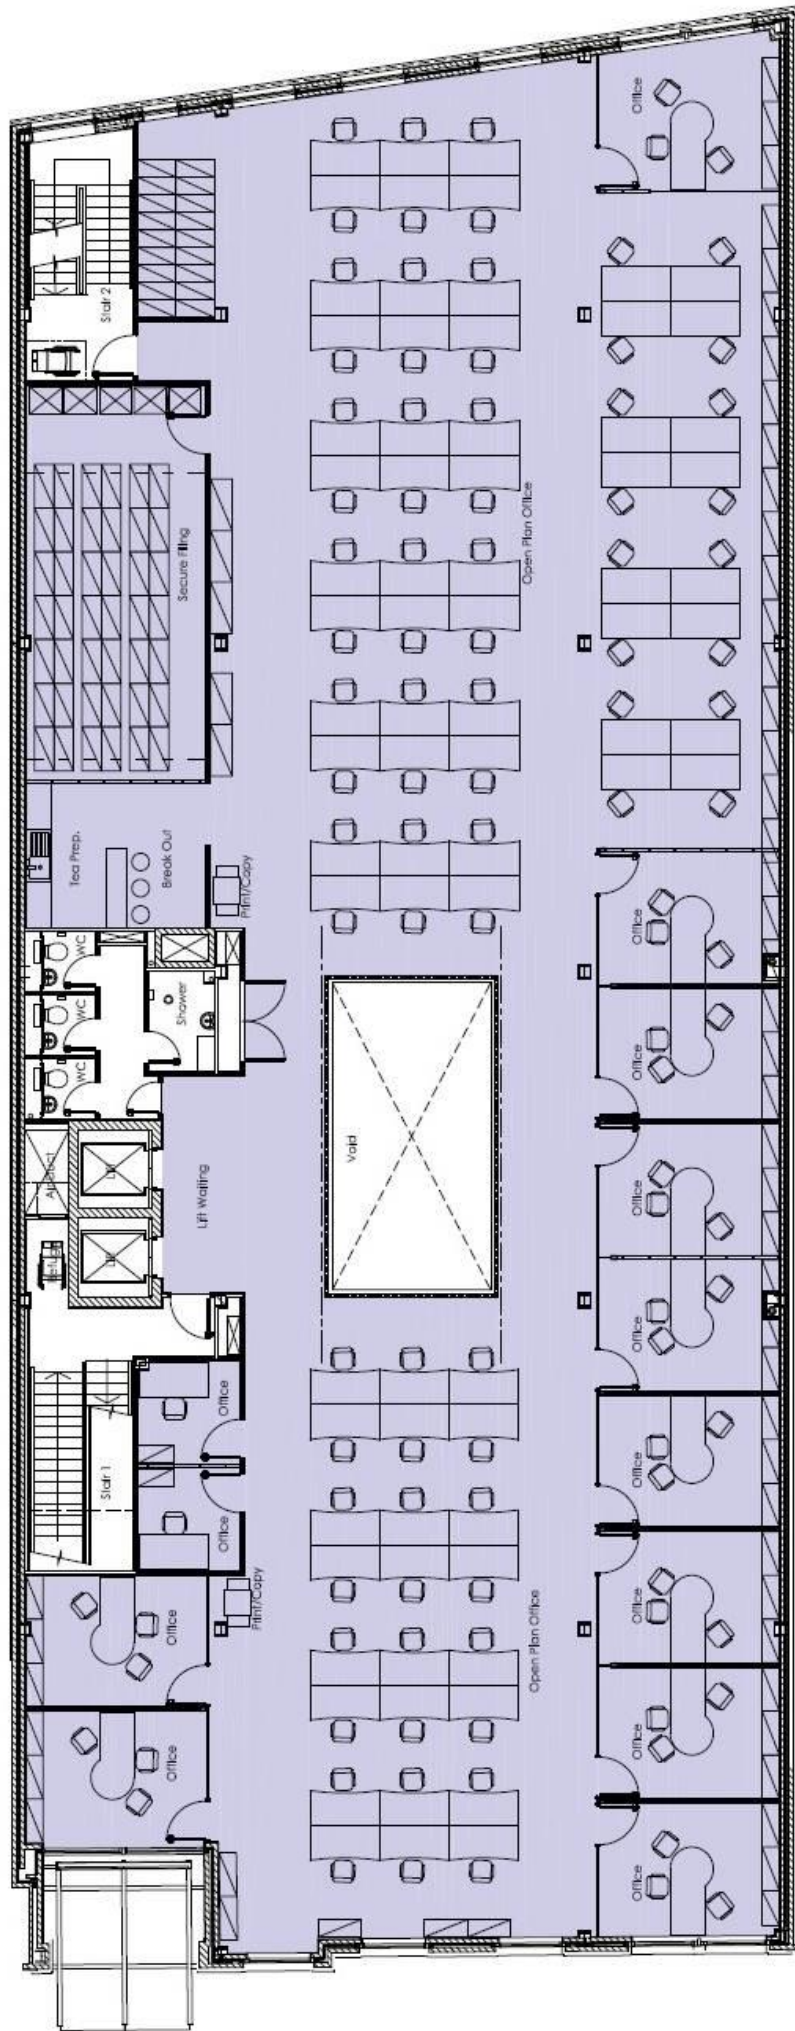 Office
Stair 2
Secure Filing
Open Plan Office
Tea Prep.
Break Out
Print/Copy
WC
WC
WC
Shower
Office
Office
Void
Lift Waiting
Lift
Lift
Office
Office
Office
Office
Stair 1
Office
Office
Print/Copy
Office
Office
Open Plan Office
Office
Office